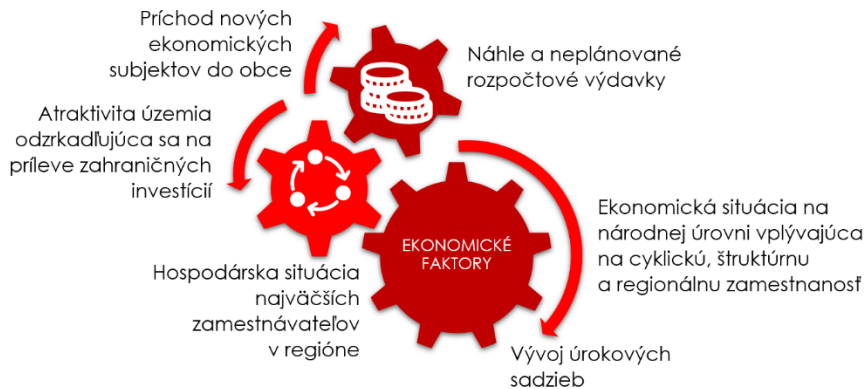 Príchod nových
ekonomických
subjektov do obce
Náhle a neplánované
rozpočtové výdavky
Atraktivita územia
odzrkadľujúca sa na
príleve zahraničných
investícií
EKONOMICKÉ
FAKTORY
Ekonomická situácia na
národnej úrovni vplývajúca
na cyklickú, štruktúrnu
a regionálnu zamestnanosť
Hospodárska situácia
najväčších
zamestnávateľov
v regióne
Vývoj úrokových
sadzieb